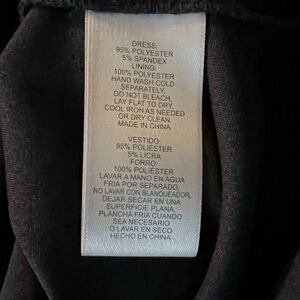 DRESS:
95% POLYESTER
5% SPANDEX
LINING:
100% POLYESTER
HAND WASH COLD
SEPARATELY.
DO NOT BLEACH.
LAY FLAT TO DRY.
COOL IRON AS NEEDED
OR DRY CLEAN
MADE IN CHINA
VESTIDO:
95% POLIÉSTER
5% LICRA
FORRO:
100% POLIÉSTER
LAVAR A MANO EN AGUA
FRIA POR SEPARADO,
NO LAVAR CON BLANQUEADOR,
DEJAR SECAR EN UNA
SUPERFICIE PLANA,
PLANCHA FRIA CUANDO
SEA NECESARIO
O LAVAR EN SECO
HECHO EN CHINA